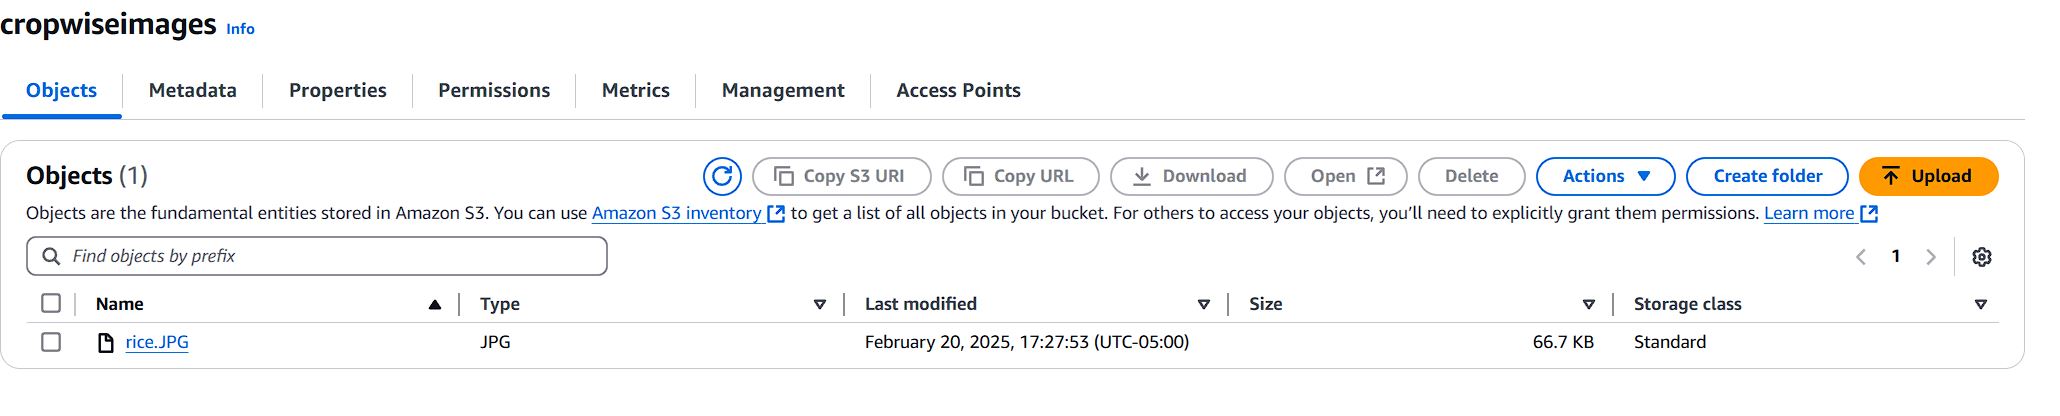 cropwiseimages Info
Objects Metadata Properties Permissions Metrics Management Access Points
Objects (1) Copy S3 URI Copy URL Download Open Delete Actions Create folder Upload
Objects are the fundamental entities stored in Amazon S3. You can use Amazon S3 inventory to get a list of all objects in your bucket. For others to access your objects, you’ll need to explicitly grant them permissions. Learn more
Find objects by prefix 1
Name Type Last modified Size Storage class
rice.JPG JPG February 20, 2025, 17:27:53 (UTC-05:00) 66.7 KB Standard